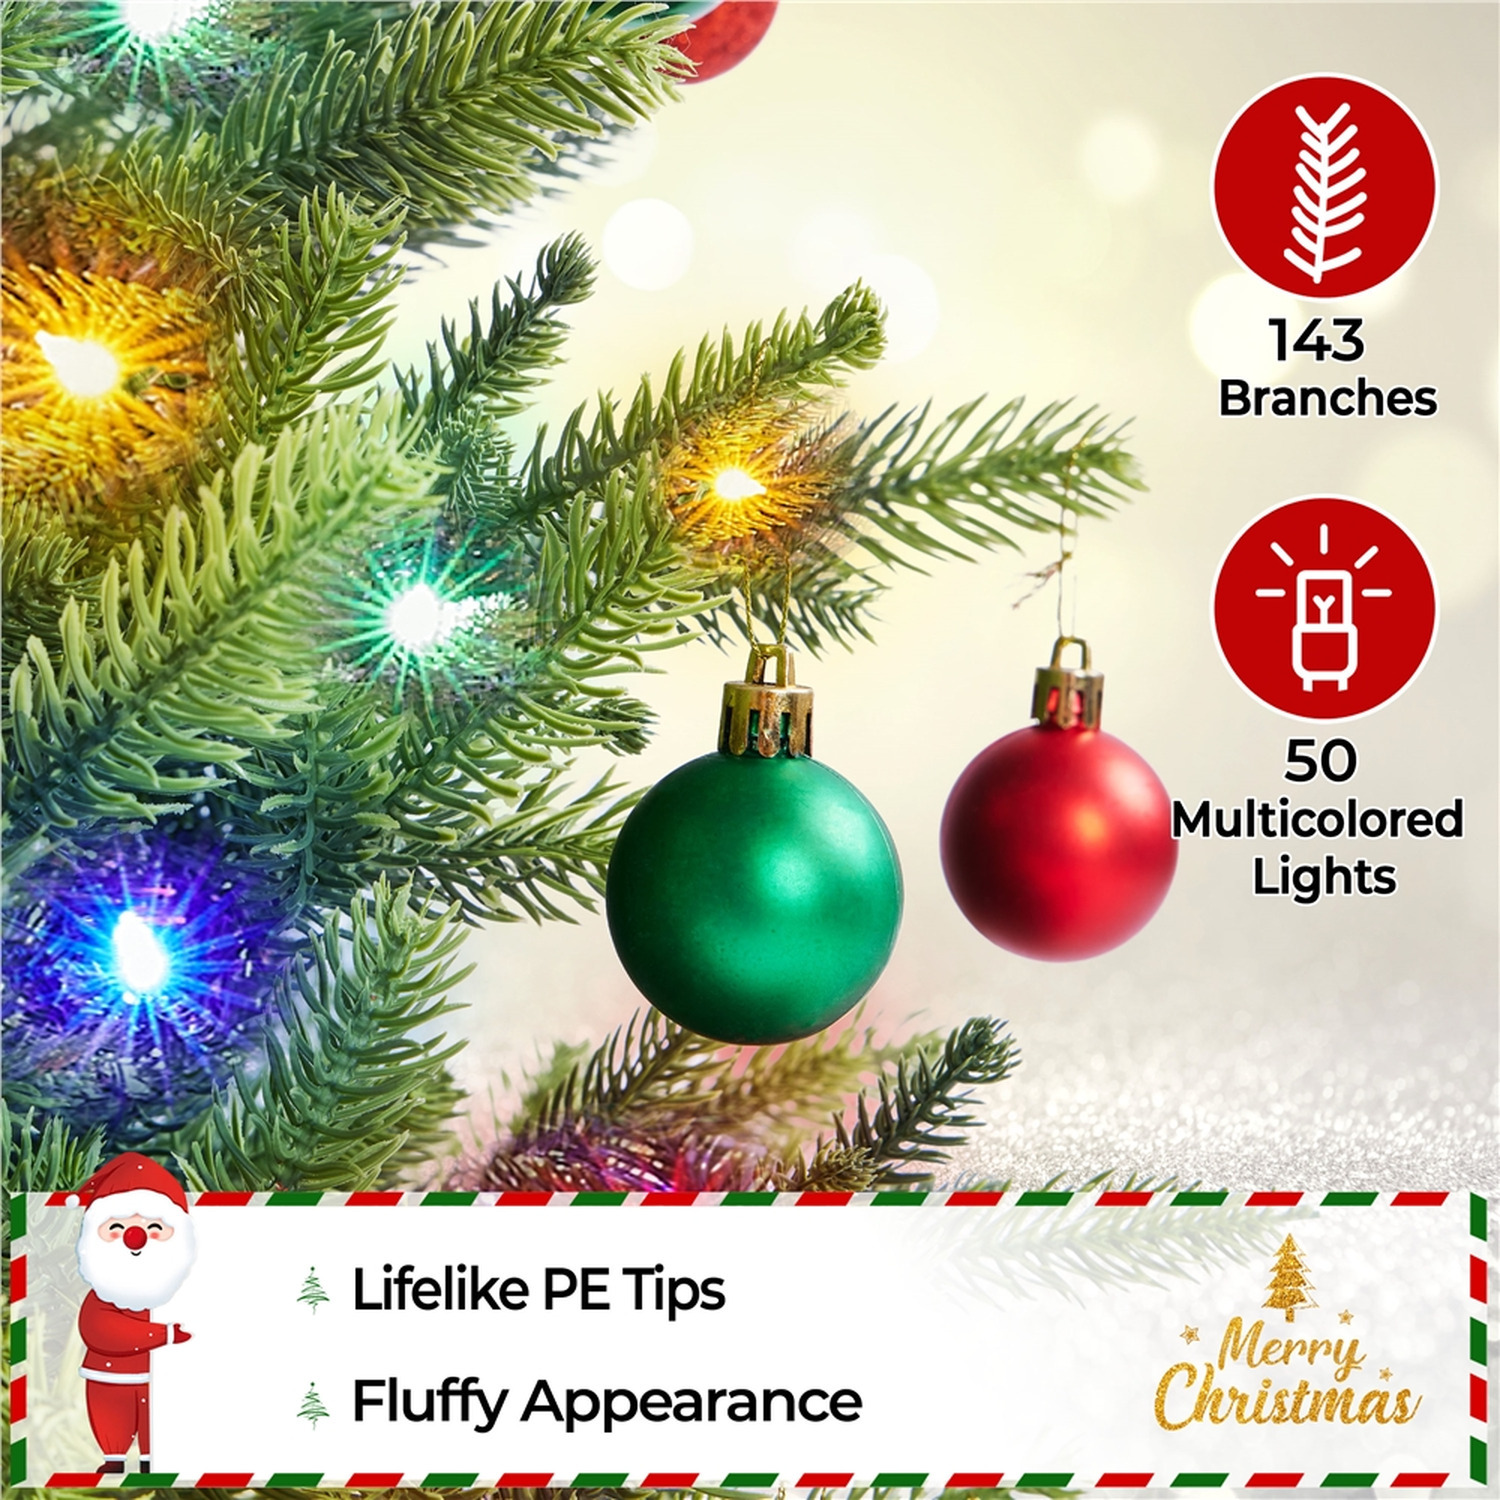 143
Branches
50
Multicolored
Lights
Lifelike PE Tips
Fluffy Appearance
Merry
Christmas